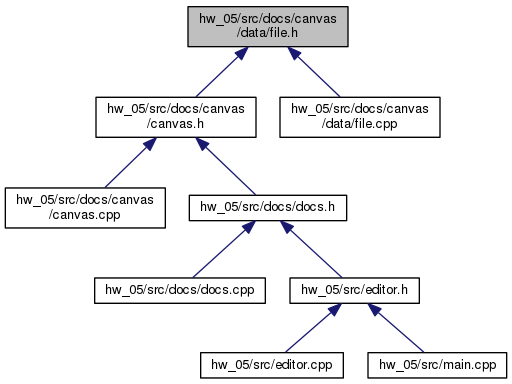 hw_05/src/docs/canvas
/data/file.h
hw_05/src/docs/canvas
/canvas.h
hw_05/src/docs/canvas
/data/file.cpp
hw_05/src/docs/canvas
/canvas.cpp
hw_05/src/docs/docs.h
hw_05/src/docs/docs.cpp
hw_05/src/editor.h
hw_05/src/editor.cpp
hw_05/src/main.cpp